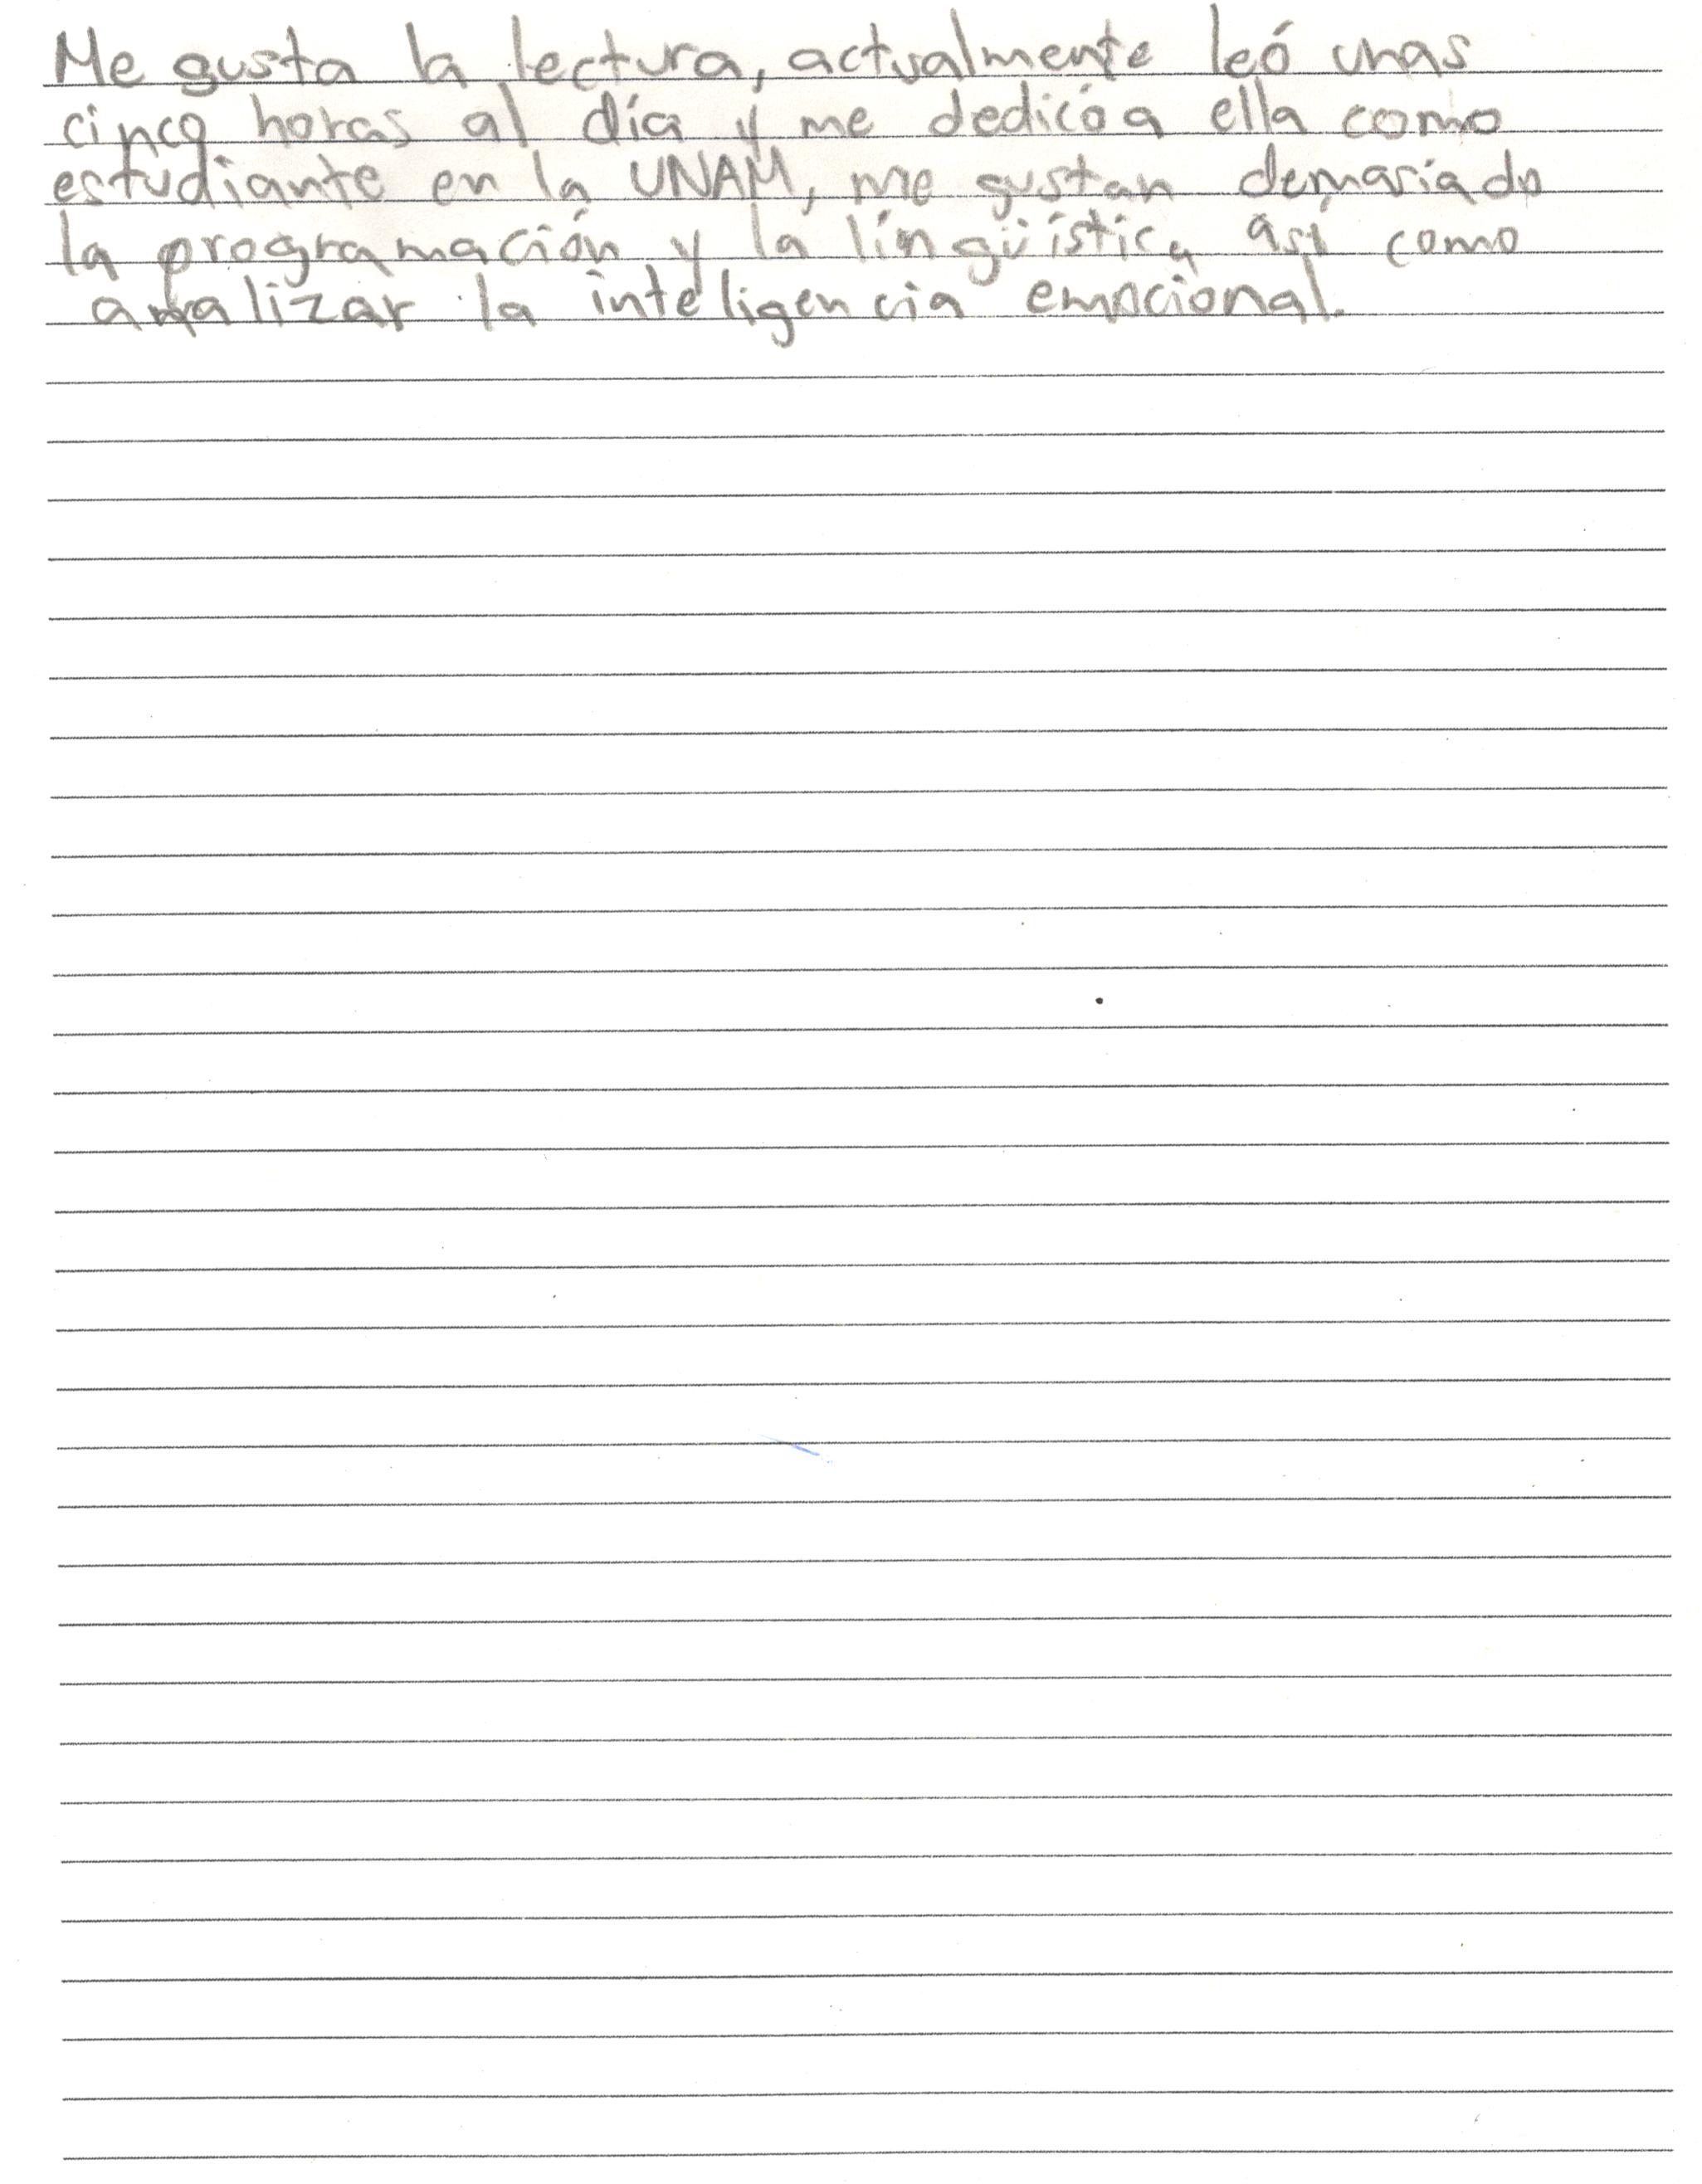 Me gusta la lectura, actualmente leó unas
cinco horas al día y me dedicó a ella como
estudiante en la UNAM, me gustan demasiado
la programación y la língüística así como
analizar la inteligencia emocional.